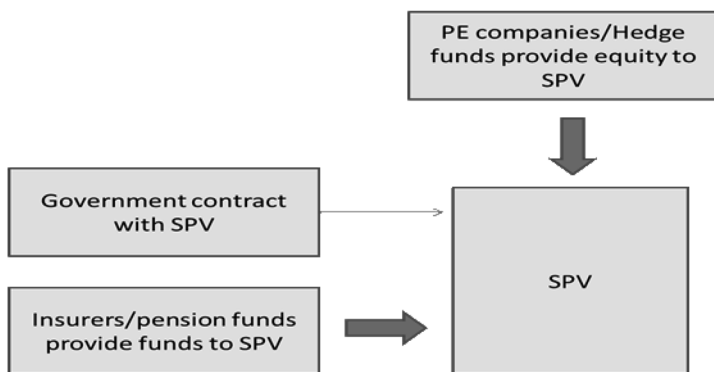 PE companies/Hedge
funds provide equity to
SPV
Government contract
with SPV
SPV
Insurers/pension funds
provide funds to SPV